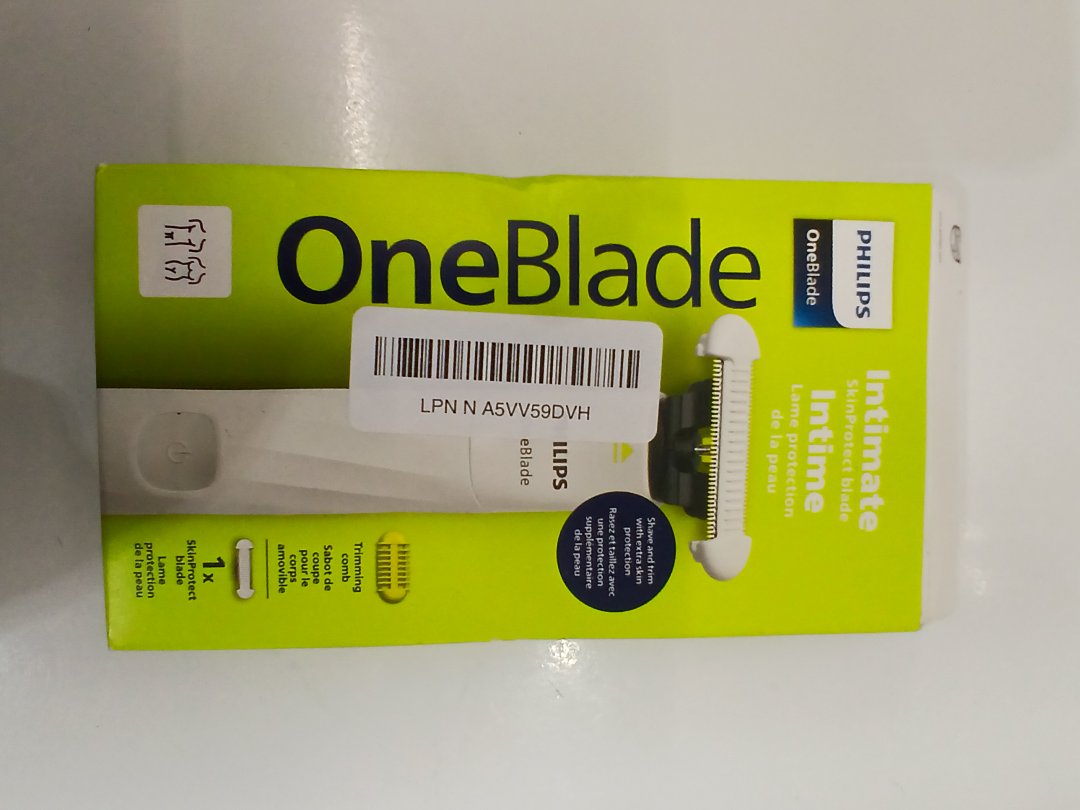 PHILIPS
OneBlade
OneBlade
Intimate
SkinProtect blade
Intime
Lame protection
de la peau
LPN N A5VV59DVH
ILIPS
eBlade
Shave and trim
with extra skin
protection
Rasez et taillez avec
une protection
supplémentaire
de la peau
Trimming
comb
Sabot de
coupe
pour le
corps
amovible
1x
SkinProtect
blade
Lame
protection
de la peau